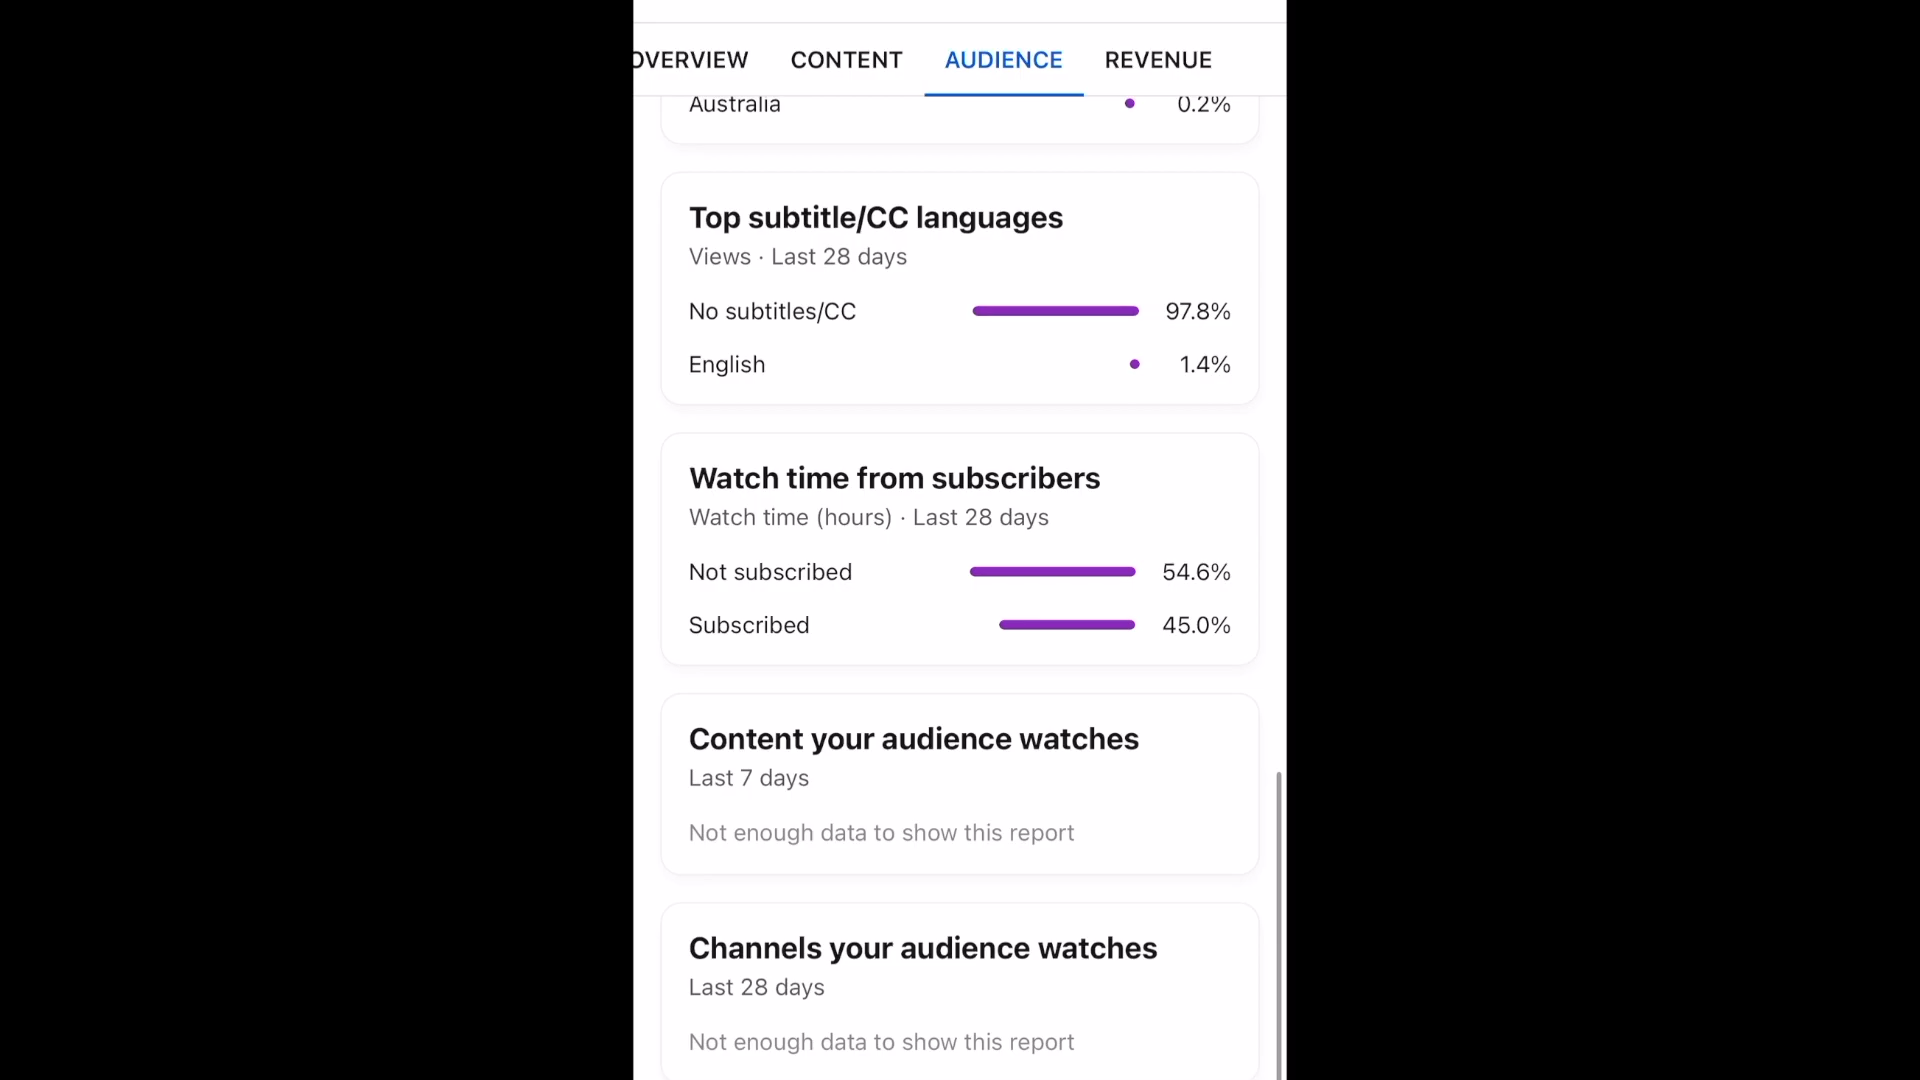 OVERVIEW CONTENT AUDIENCE REVENUE
Australia 0.2%
Top subtitle/CC languages
Views · Last 28 days
No subtitles/CC 97.8%
English 1.4%
Watch time from subscribers
Watch time (hours) · Last 28 days
Not subscribed 54.6%
Subscribed 45.0%
Content your audience watches
Last 7 days
Not enough data to show this report
Channels your audience watches
Last 28 days
Not enough data to show this report